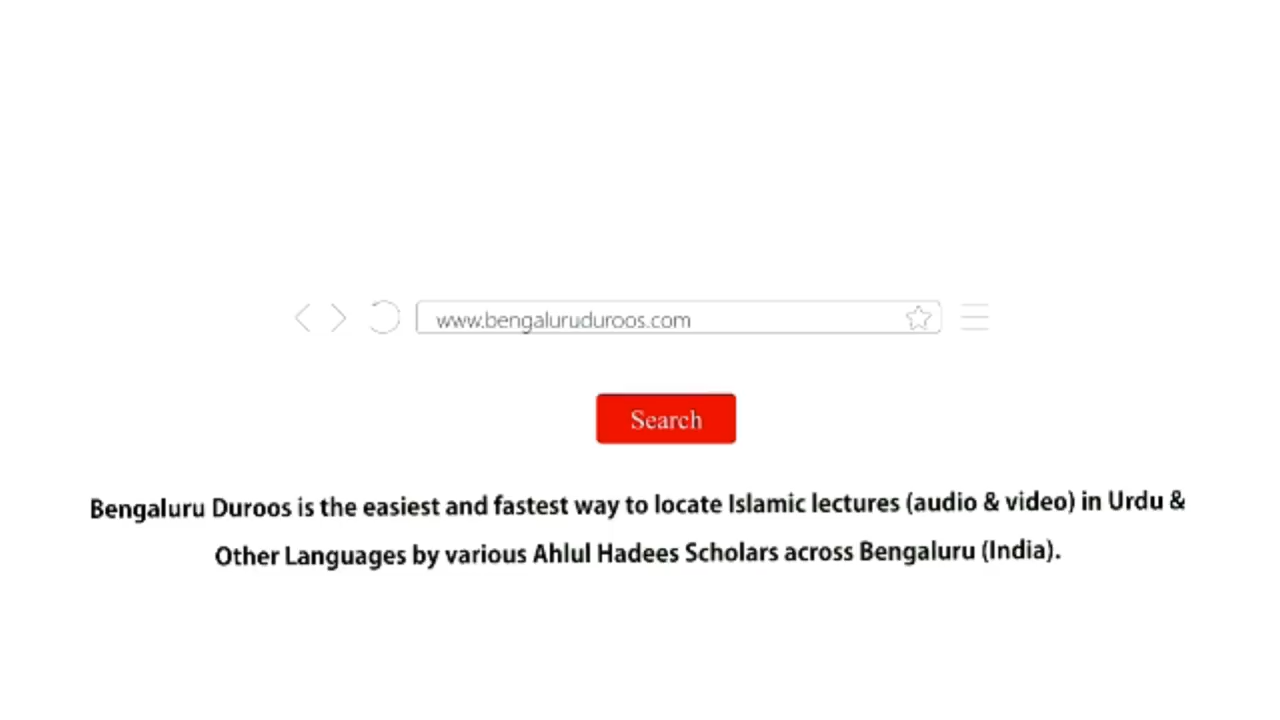 www.bengaluruduroos.com
Search
Bengaluru Duroos is the easiest and fastest way to locate Islamic lectures (audio & video) in Urdu &
Other Languages by various Ahlul Hadees Scholars across Bengaluru (India).